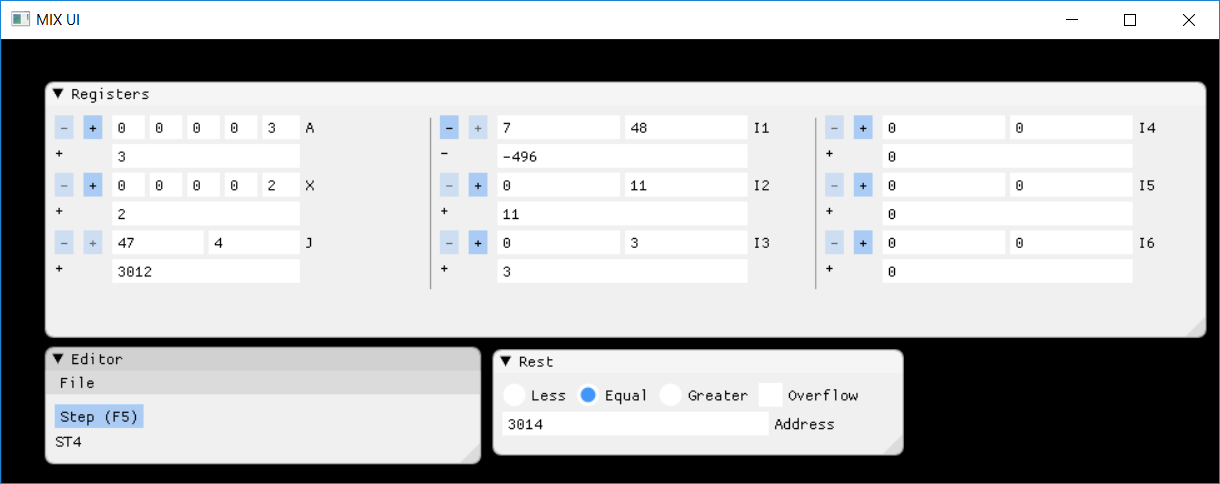 MIX UI
Registers
- + 0 0 0 0 3 A - + 7 48 I1 - + 0 0 I4
+ 3 - -496 + 0
- + 0 0 0 0 2 X - + 0 11 I2 - + 0 0 I5
+ 2 + 11 + 0
- + 47 4 J - + 0 3 I3 - + 0 0 I6
+ 3012 + 3 + 0
Editor
File
Step (F5)
ST4
Rest
Less Equal Greater Overflow
3014 Address